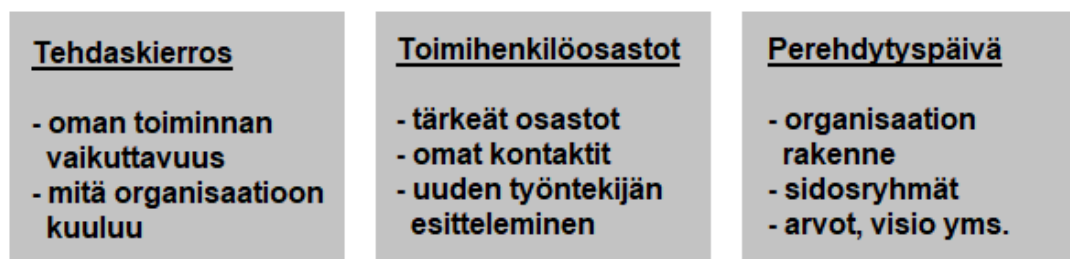 Tehdaskierros
- oman toiminnan
vaikuttavuus
- mitä organisaatioon
kuuluu
Toimihenkilöosastot
- tärkeät osastot
- omat kontaktit
- uuden työntekijän
esitteleminen
Perehdytyspäivä
- organisaation
rakenne
- sidosryhmät
- arvot, visio yms.